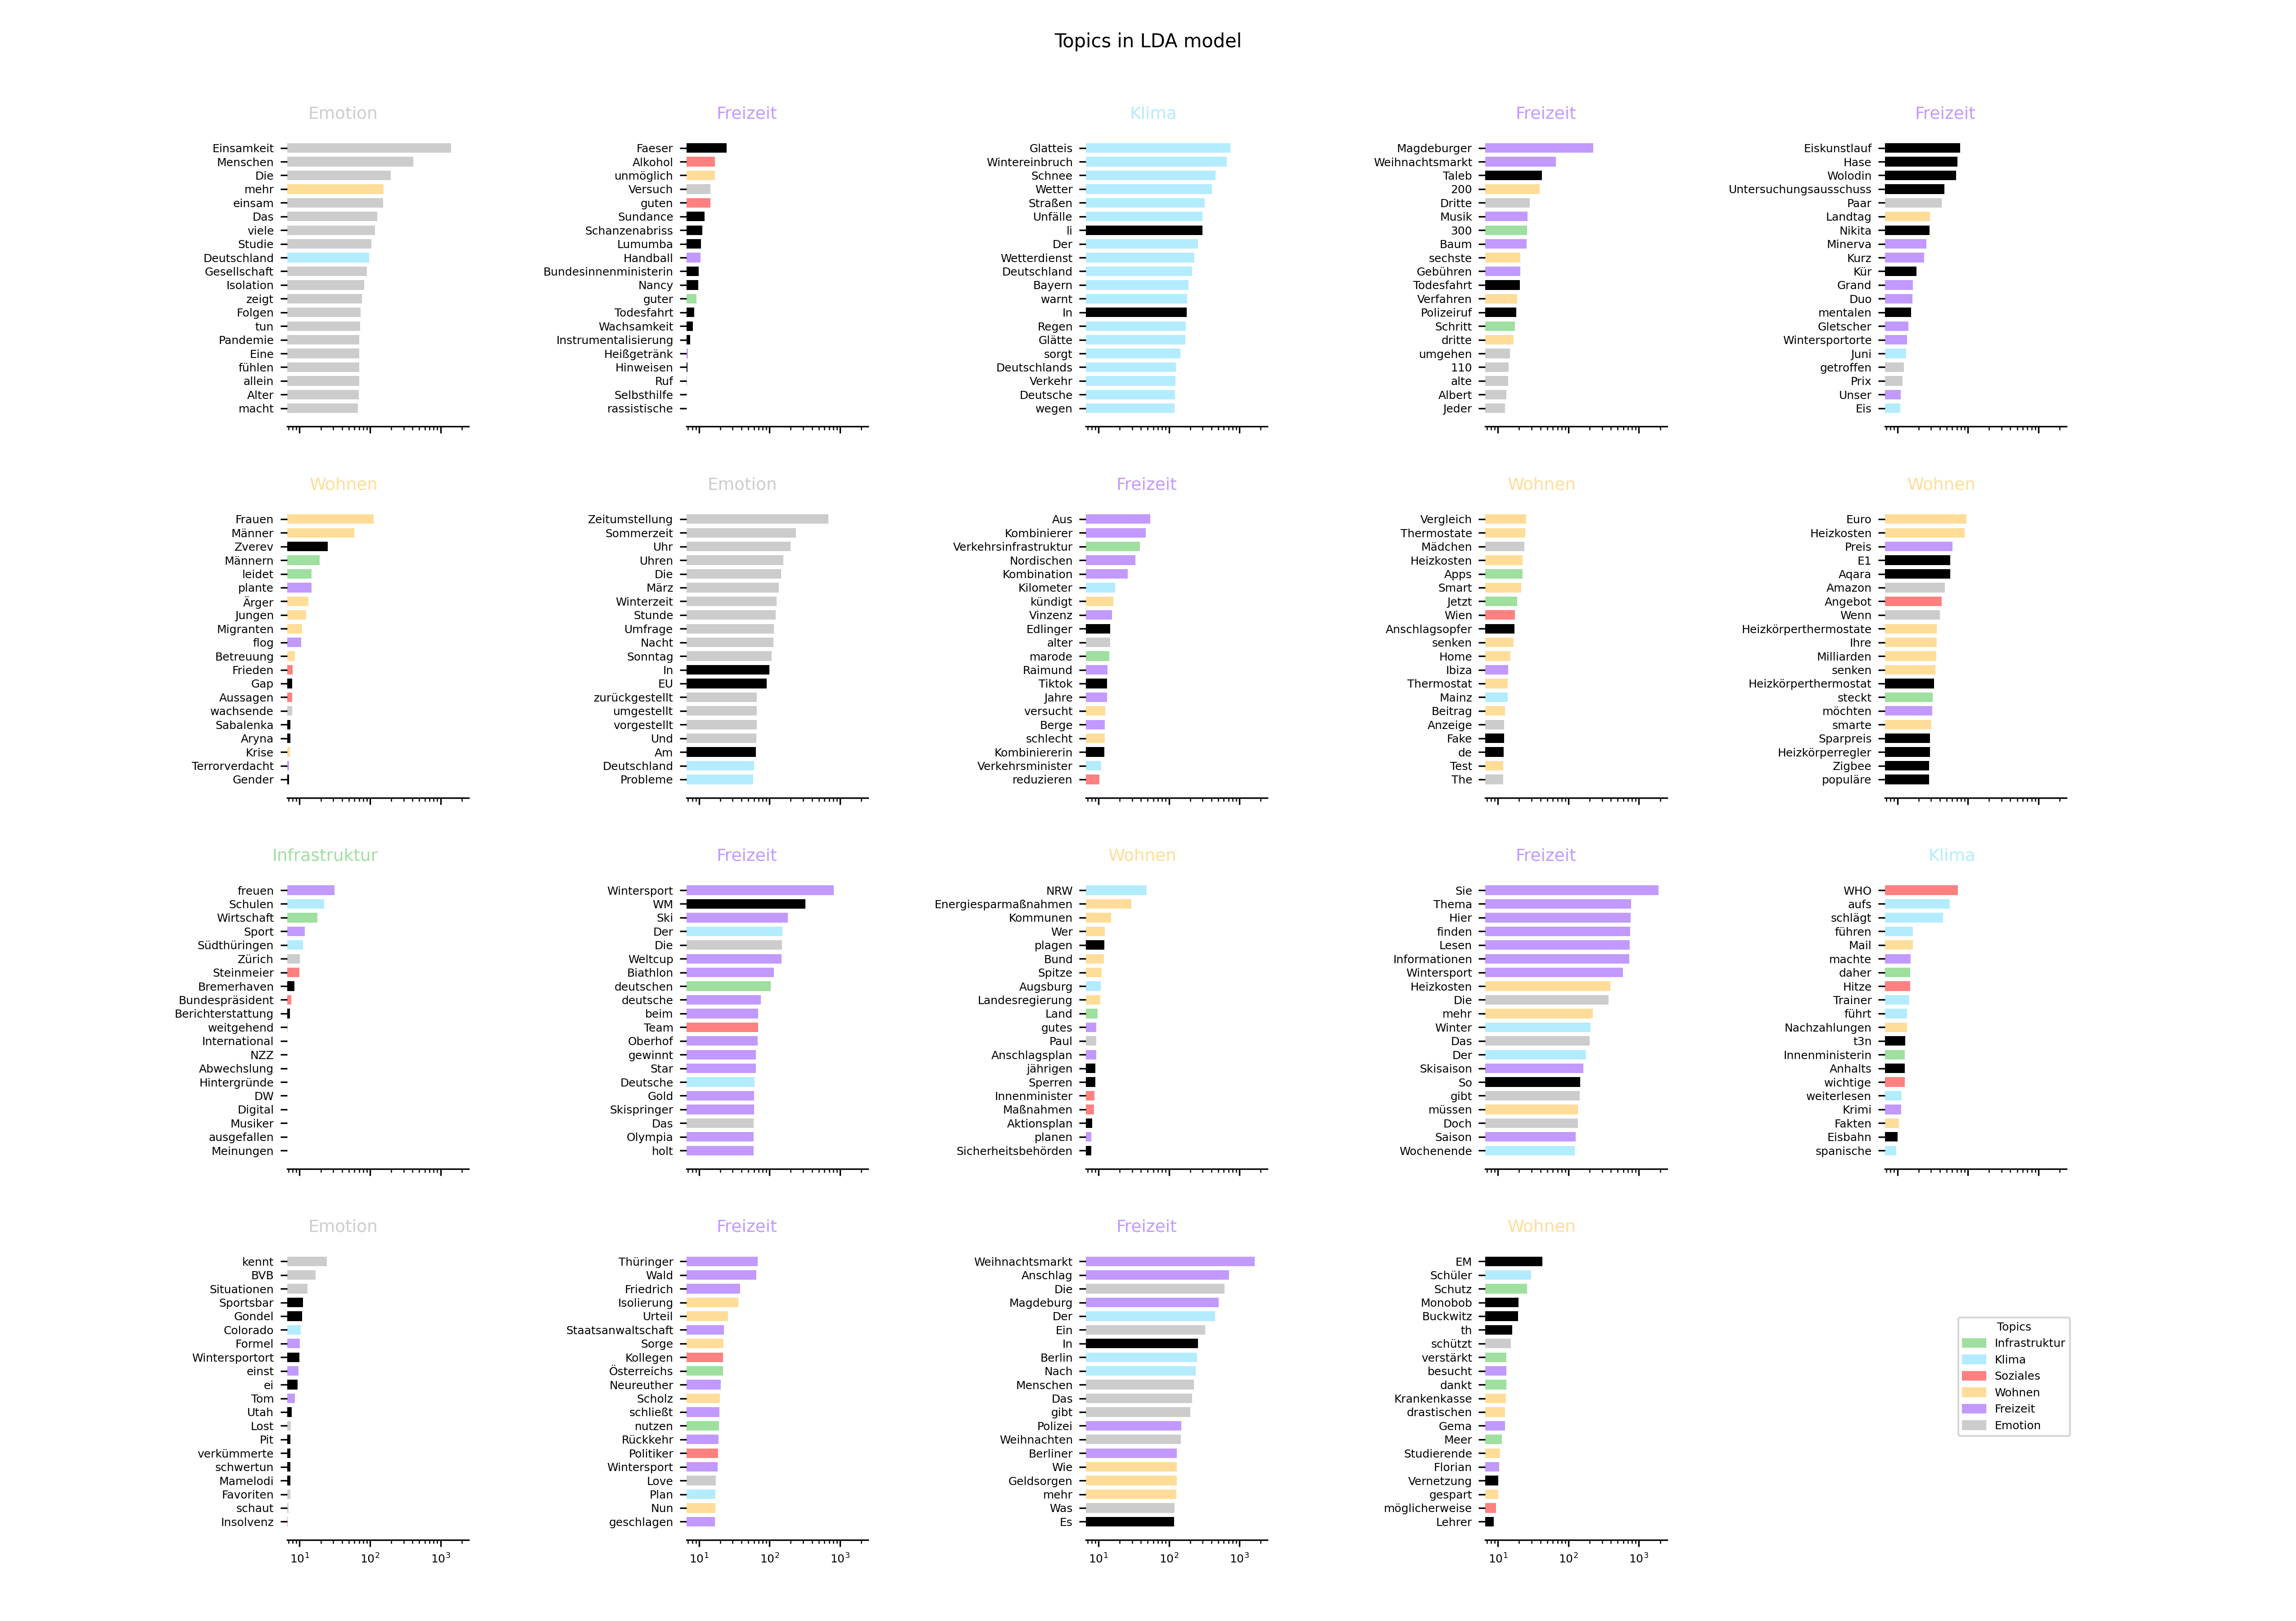 Topics in LDA model
Emotion
Einsamkeit
Menschen
Die
mehr
einsam
Das
viele
Studie
Deutschland
Gesellschaft
Isolation
zeigt
Folgen
tun
Pandemie
Eine
fühlen
allein
Alter
macht
Freizeit
Faeser
Alkohol
unmöglich
Versuch
guten
Sundance
Schanzenabriss
Lumumba
Handball
Bundesinnenministerin
Nancy
guter
Todesfahrt
Wachsamkeit
Instrumentalisierung
Heißgetränk
Hinweisen
Ruf
Selbsthilfe
rassistische
Klima
Glatteis
Wintereinbruch
Schnee
Wetter
Straßen
Unfälle
li
Der
Wetterdienst
Deutschland
Bayern
warnt
In
Regen
Glätte
sorgt
Deutschlands
Verkehr
Deutsche
wegen
Freizeit
Magdeburger
Weihnachtsmarkt
Taleb
200
Dritte
Musik
300
Baum
sechste
Gebühren
Todesfahrt
Verfahren
Polizeiruf
Schritt
dritte
umgehen
110
alte
Albert
Jeder
Freizeit
Eiskunstlauf
Hase
Wolodin
Untersuchungsausschuss
Paar
Landtag
Nikita
Minerva
Kurz
Kür
Grand
Duo
mentalen
Gletscher
Wintersportorte
Juni
getroffen
Prix
Unser
Eis
Wohnen
Frauen
Männer
Zverev
Männern
leidet
plante
Ärger
Jungen
Migranten
flog
Betreuung
Frieden
Gap
Aussagen
wachsende
Sabalenka
Aryna
Krise
Terrorverdacht
Gender
Emotion
Zeitumstellung
Sommerzeit
Uhr
Uhren
Die
März
Winterzeit
Stunde
Umfrage
Nacht
Sonntag
In
EU
zurückgestellt
umgestellt
vorgestellt
Und
Am
Deutschland
Probleme
Freizeit
Aus
Kombinierer
Verkehrsinfrastruktur
Nordischen
Kombination
Kilometer
kündigt
Vinzenz
Edlinger
alter
marode
Raimund
Tiktok
Jahre
versucht
Berge
schlecht
Kombiniererin
Verkehrsminister
reduzieren
Wohnen
Vergleich
Thermostate
Mädchen
Heizkosten
Apps
Smart
Jetzt
Wien
Anschlagsopfer
senken
Home
Ibiza
Thermostat
Mainz
Beitrag
Anzeige
Fake
de
Test
The
Wohnen
Euro
Heizkosten
Preis
E1
Aqara
Amazon
Angebot
Wenn
Heizkörperthermostate
Ihre
Milliarden
senken
Heizkörperthermostat
steckt
möchten
smarte
Sparpreis
Heizkörperregler
Zigbee
populäre
Infrastruktur
freuen
Schulen
Wirtschaft
Sport
Südthüringen
Zürich
Steinmeier
Bremerhaven
Bundespräsident
Berichterstattung
weitgehend
International
NZZ
Abwechslung
Hintergründe
DW
Digital
Musiker
ausgefallen
Meinungen
Freizeit
Wintersport
WM
Ski
Der
Die
Weltcup
Biathlon
deutschen
deutsche
beim
Team
Oberhof
gewinnt
Star
Deutsche
Gold
Skispringer
Das
Olympia
holt
Wohnen
NRW
Energiesparmaßnahmen
Kommunen
Wer
plagen
Bund
Spitze
Augsburg
Landesregierung
Land
gutes
Paul
Anschlagsplan
jährigen
Sperren
Innenminister
Maßnahmen
Aktionsplan
planen
Sicherheitsbehörden
Freizeit
Sie
Thema
Hier
finden
Lesen
Informationen
Wintersport
Heizkosten
Die
mehr
Winter
Das
Der
Skisaison
So
gibt
müssen
Doch
Saison
Wochenende
Klima
WHO
aufs
schlägt
führen
Mail
machte
daher
Hitze
Trainer
führt
Nachzahlungen
t3n
Innenministerin
Anhalts
wichtige
weiterlesen
Krimi
Fakten
Eisbahn
spanische
Emotion
kennt
BVB
Situationen
Sportsbar
Gondel
Colorado
Formel
Wintersportort
einst
ei
Tom
Utah
Lost
Pit
verkümmerte
schwertun
Mamelodi
Favoriten
schaut
Insolvenz
10¹ 10² 10³
Freizeit
Thüringer
Wald
Friedrich
Isolierung
Urteil
Staatsanwaltschaft
Sorge
Kollegen
Österreichs
Neureuther
Scholz
schließt
nutzen
Rückkehr
Politiker
Wintersport
Love
Plan
Nun
geschlagen
10¹ 10² 10³
Freizeit
Weihnachtsmarkt
Anschlag
Die
Magdeburg
Der
Ein
In
Berlin
Nach
Menschen
Das
gibt
Polizei
Weihnachten
Berliner
Wie
Geldsorgen
mehr
Was
Es
10¹ 10² 10³
Wohnen
EM
Schüler
Schutz
Monobob
Buckwitz
th
schützt
verstärkt
besucht
dankt
Krankenkasse
drastischen
Gema
Meer
Studierende
Florian
Vernetzung
gespart
möglicherweise
Lehrer
10¹ 10² 10³
Topics
Infrastruktur
Klima
Soziales
Wohnen
Freizeit
Emotion